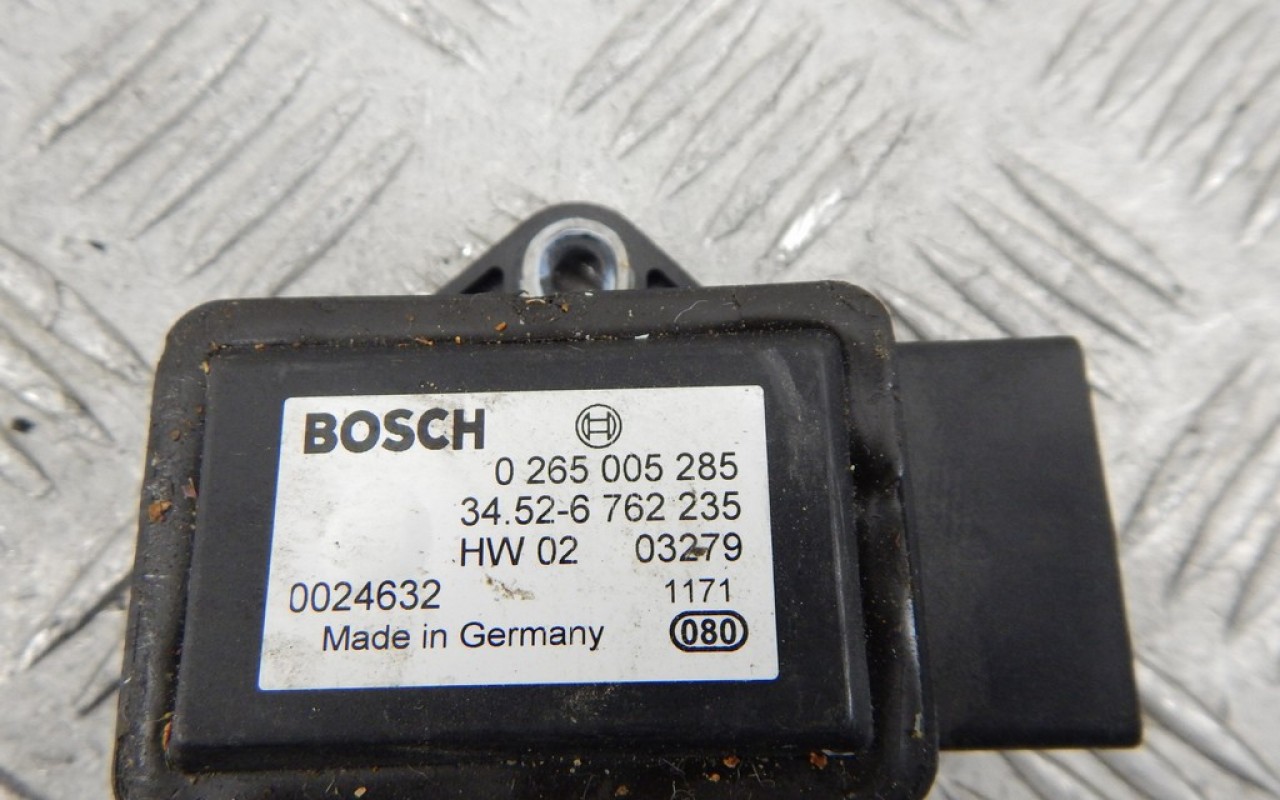 BOSCH
0 265 005 285
34.52-6 762 235
HW 02 03279
0024632 1171
Made in Germany 080